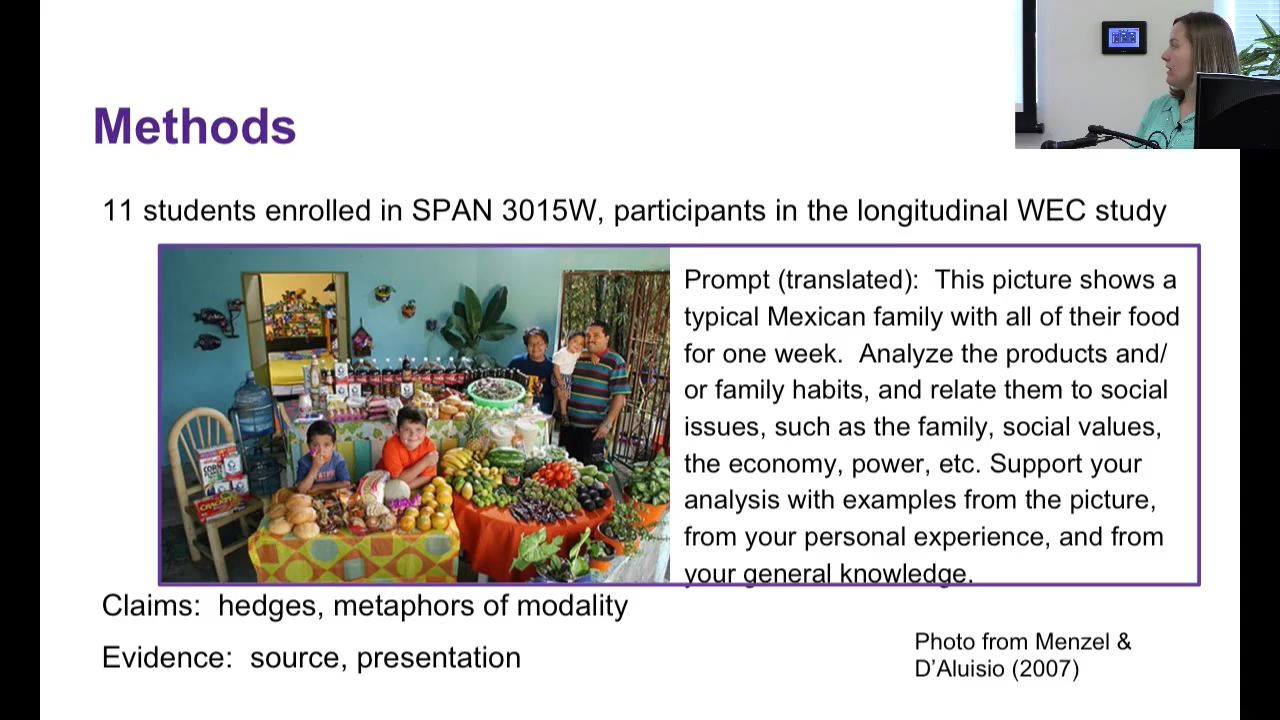 Methods
11 students enrolled in SPAN 3015W, participants in the longitudinal WEC study
Prompt (translated):  This picture shows a
typical Mexican family with all of their food
for one week.  Analyze the products and/
or family habits, and relate them to social
issues, such as the family, social values,
the economy, power, etc. Support your
analysis with examples from the picture,
from your personal experience, and from
your general knowledge.
Claims:  hedges, metaphors of modality
Evidence:  source, presentation
Photo from Menzel &
D’Aluisio (2007)